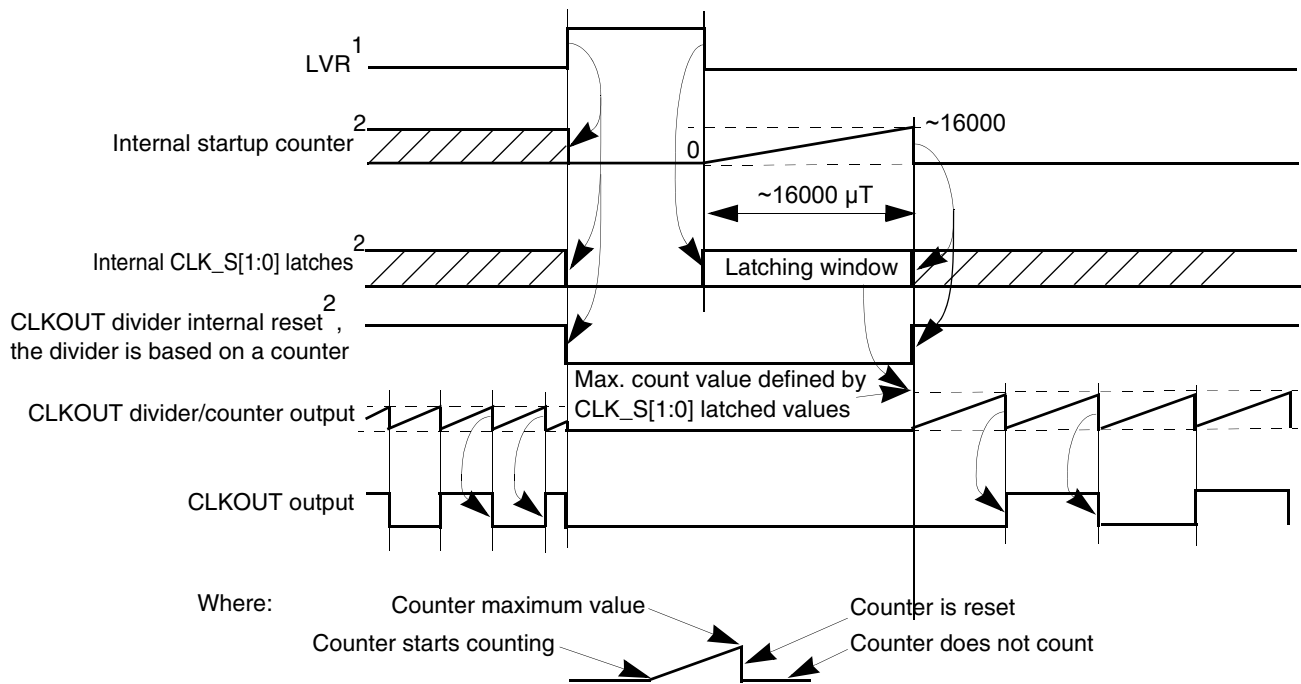 LVR1
Internal startup counter2
0
~16000
~16000 µT
Internal CLK_S[1:0] latches2
Latching window
CLKOUT divider internal reset2,
the divider is based on a counter
Max. count value defined by
CLK_S[1:0] latched values
CLKOUT divider/counter output
CLKOUT output
Where:
Counter maximum value
Counter is reset
Counter starts counting
Counter does not count